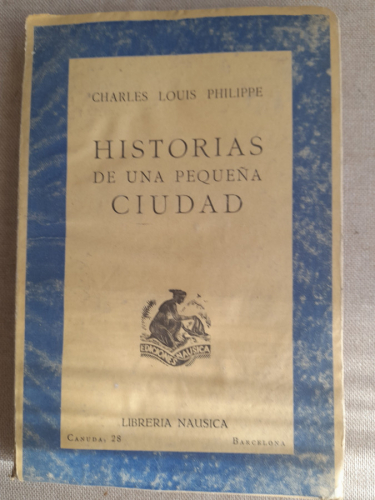 CHARLES LOUIS PHILIPPE
HISTORIAS
DE UNA PEQUEÑA
CIUDAD
EDICIONES NAUSICA
LIBRERIA NAUSICA
CANUDA, 28 BARCELONA